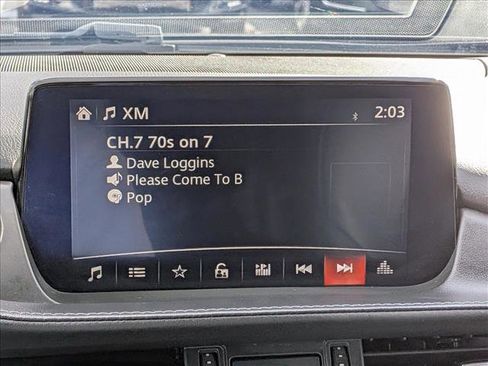 XM 2:03
CH.7 70s on 7
Dave Loggins
Please Come To B
Pop